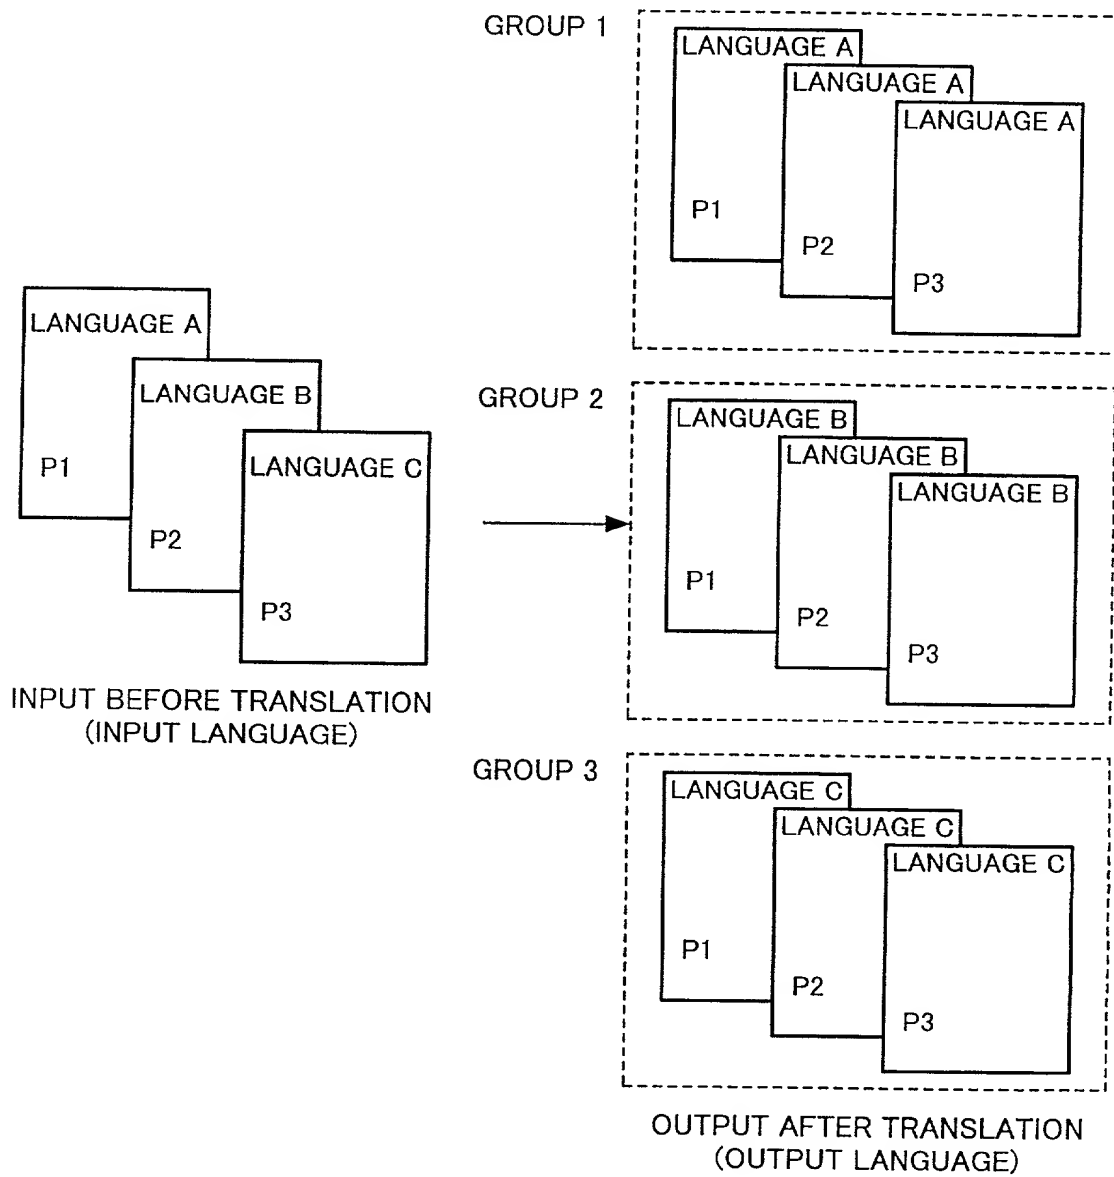 GROUP 1
LANGUAGE A
LANGUAGE A
LANGUAGE A
P1
P2
P3
LANGUAGE A
LANGUAGE B
LANGUAGE C
P1
P2
P3
INPUT BEFORE TRANSLATION
(INPUT LANGUAGE)
GROUP 2
LANGUAGE B
LANGUAGE B
LANGUAGE B
P1
P2
P3
GROUP 3
LANGUAGE C
LANGUAGE C
LANGUAGE C
P1
P2
P3
OUTPUT AFTER TRANSLATION
(OUTPUT LANGUAGE)